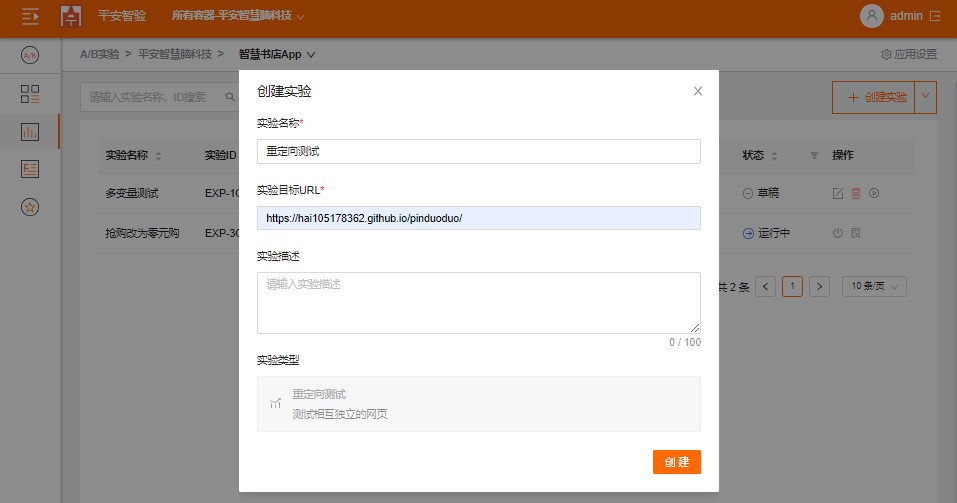 平安智验 所有容器-平安智慧脑科技 admin
A/B A/B实验 > 平安智慧脑科技 > 智慧书店App 应用设置
请输入实验名称、ID搜索 创建实验
创建实验
实验名称*
重定向测试
实验目标URL*
https://hai105178362.github.io/pinduoduo/
实验描述
请输入实验描述
0 / 100
实验类型
重定向测试
测试相互独立的网页
创建
实验名称 实验ID 状态 操作
多变量测试 EXP-1 草稿
抢购改为零元购 EXP-3 运行中
共 2 条 1 10 条/页